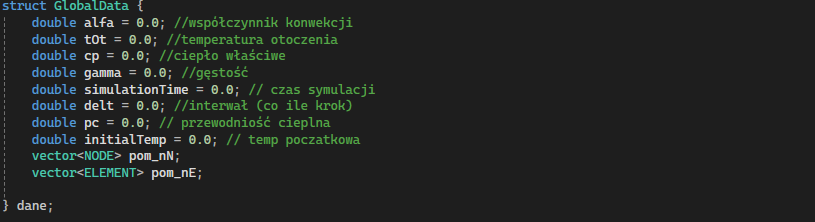 struct GlobalData {
double alfa = 0.0; //współczynnik konwekcji
double tOt = 0.0; //temperatura otoczenia
double cp = 0.0; //ciepło właściwe
double gamma = 0.0; //gęstość
double simulationTime = 0.0; // czas symulacji
double delt = 0.0; //interwał (co ile krok)
double pc = 0.0; // przewodniość cieplna
double initialTemp = 0.0; // temp poczatkowa
vector<NODE> pom_nN;
vector<ELEMENT> pom_nE;
} dane;